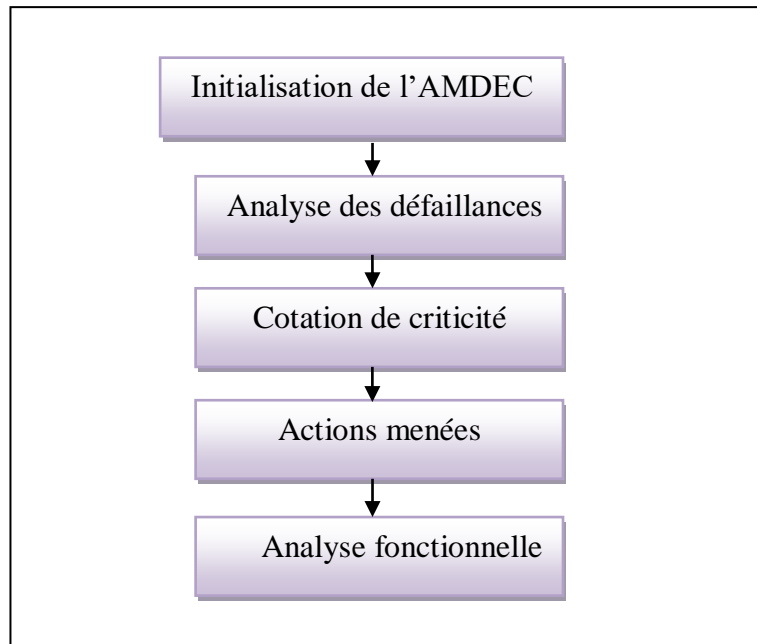 Initialisation de l’AMDEC
Analyse des défaillances
Cotation de criticité
Actions menées
Analyse fonctionnelle